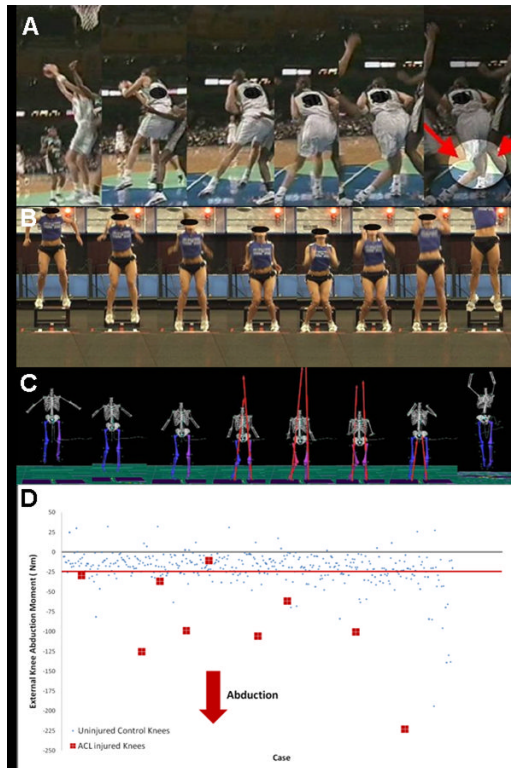 A
B
C
D
50
25
0
-25
-50
-75
-100
-125
-150
-175
-200
-225
-250
External Knee Abduction Moment ( Nm)
Abduction
Uninjured Control Knees
ACL injured Knees
Case